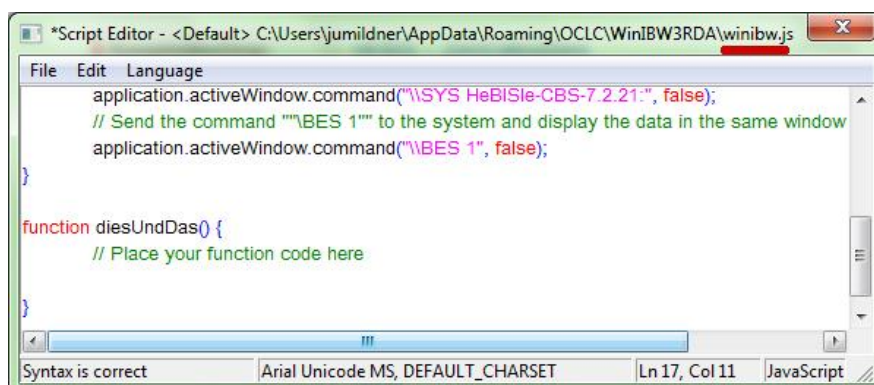 *Script Editor - <Default> C:\Users\jumildner\AppData\Roaming\OCLC\WinIBW3RDA\winibw.js
File Edit Language
application.activeWindow.command("\\SYS HeBISle-CBS-7.2.21:", false);
// Send the command ""\BES 1"" to the system and display the data in the same window
application.activeWindow.command("\\BES 1", false);
}
function diesUndDas() {
// Place your function code here
}
Syntax is correct Arial Unicode MS, DEFAULT_CHARSET Ln 17, Col 11 JavaScript